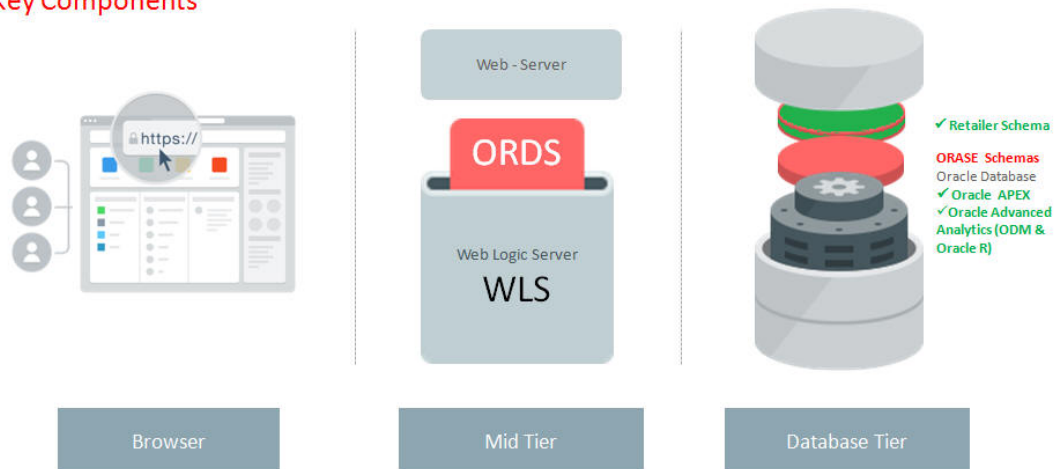 Key Components
https://
Web - Server
ORDS
Web Logic Server
WLS
✓ Retailer Schema
ORASE Schemas
Oracle Database
✓ Oracle APEX
✓Oracle Advanced
Analytics (ODM &
Oracle R)
Browser
Mid Tier
Database Tier